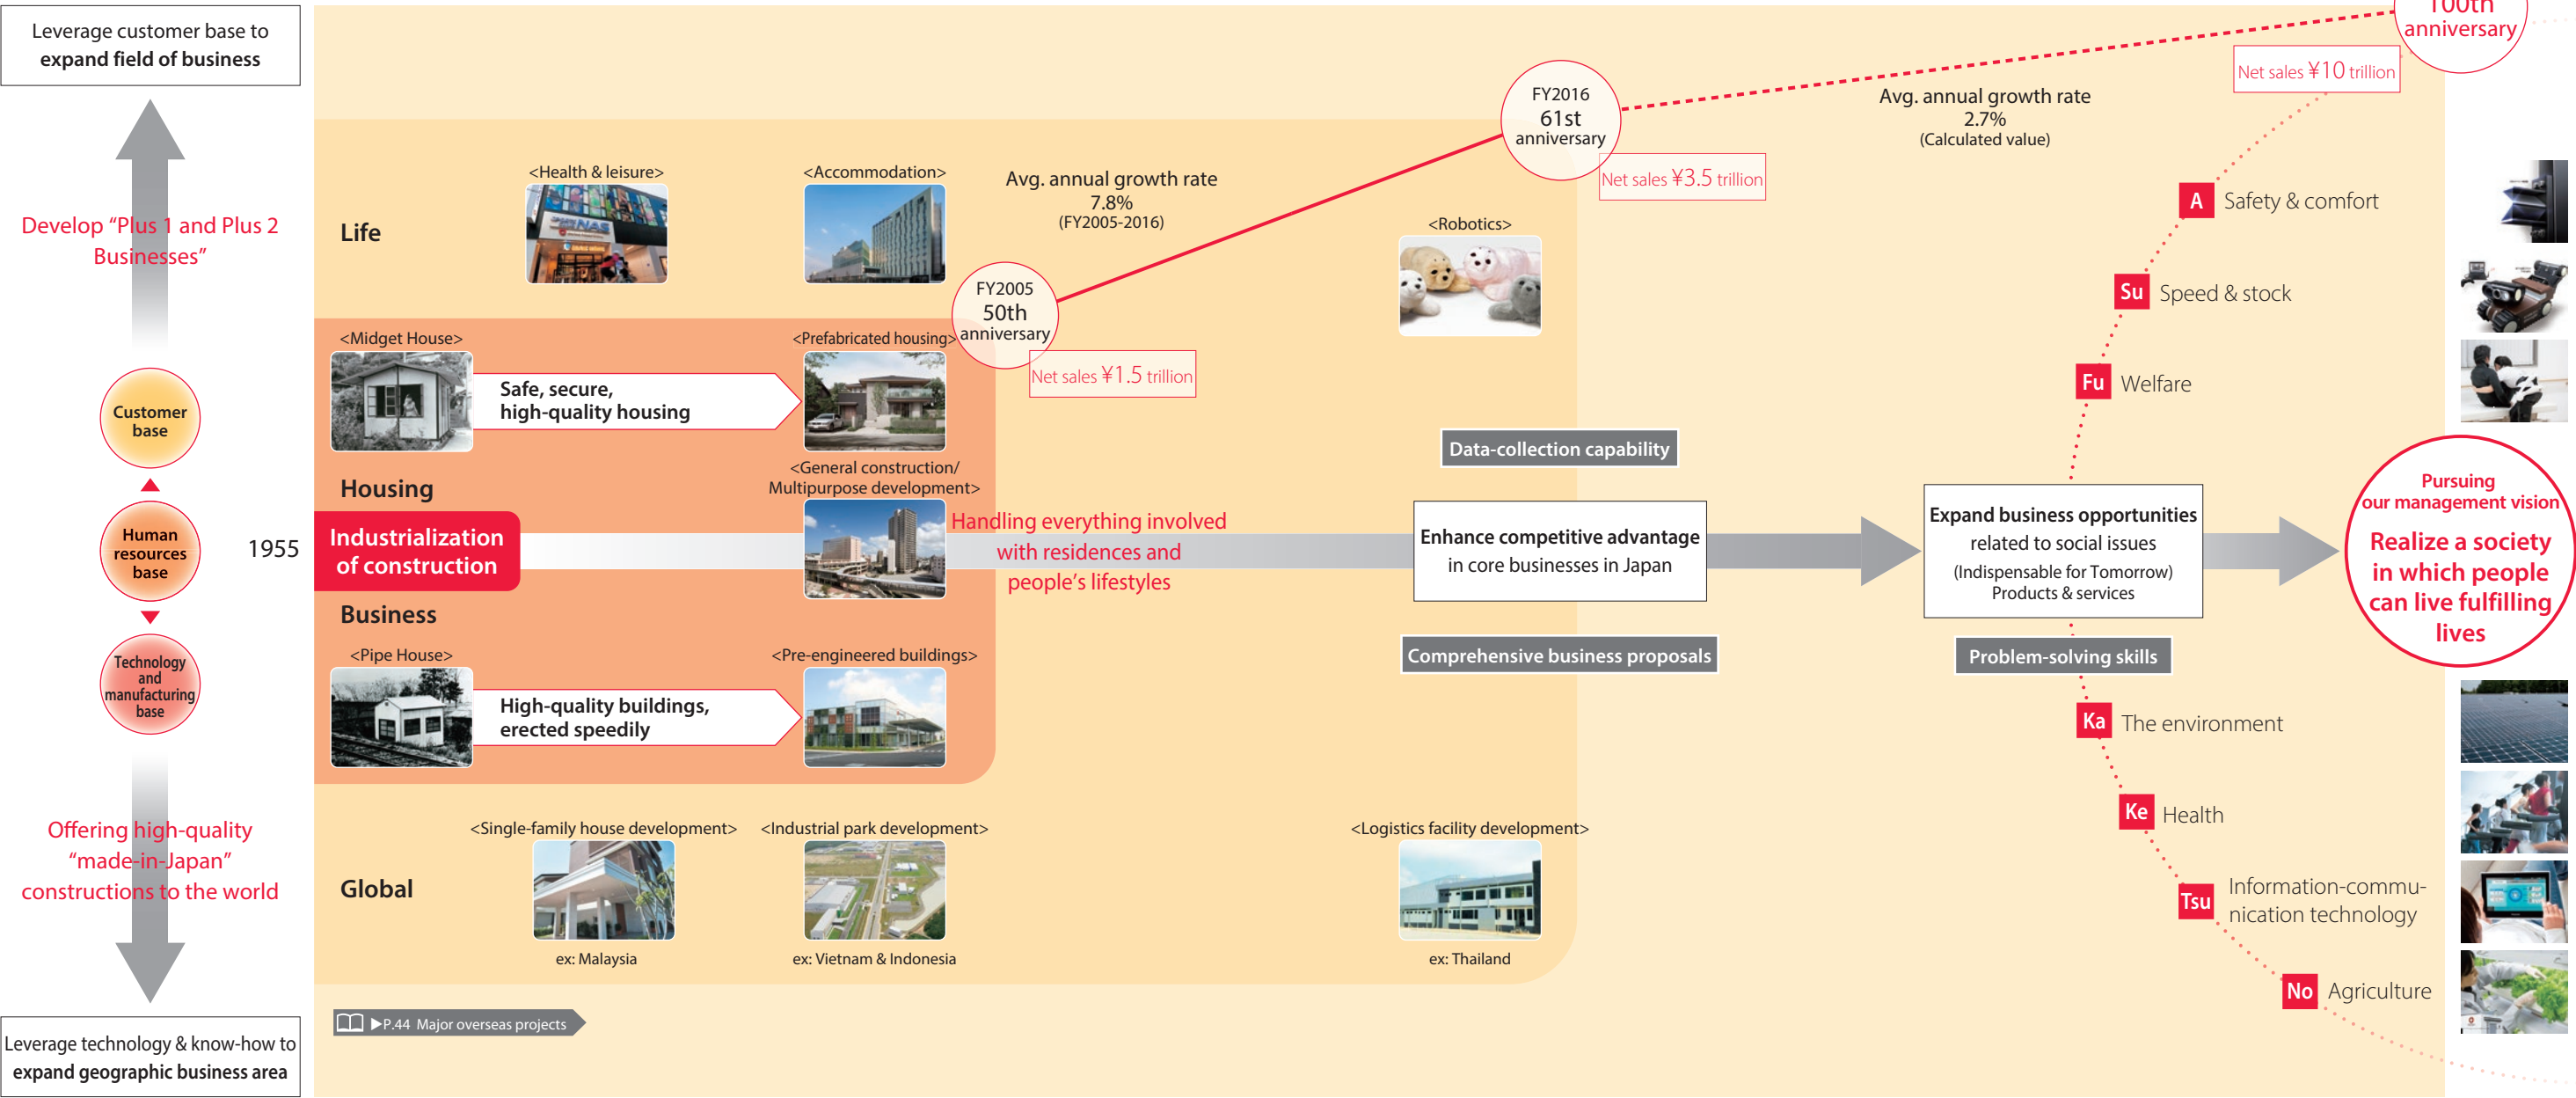 Leverage customer base to
expand field of business
Develop “Plus 1 and Plus 2
Businesses”
Customer
base
Human
resources
base
Technology
and
manufacturing
base
Offering high-quality
“made-in-Japan”
constructions to the world
Leverage technology & know-how to
expand geographic business area
1955
Life
<Health & leisure>
<Accommodation>
Avg. annual growth rate
7.8%
(FY2005-2016)
FY2005
50th
anniversary
Net sales ¥1.5 trillion
FY2016
61st
anniversary
Net sales ¥3.5 trillion
Avg. annual growth rate
2.7%
(Calculated value)
100th
anniversary
Net sales ¥10 trillion
<Robotics>
<Midget House>
Safe, secure,
high-quality housing
<Prefabricated housing>
Housing
<General construction/
Multipurpose development>
Industrialization
of construction
Handling everything involved
with residences and
people’s lifestyles
Business
<Pipe House>
High-quality buildings,
erected speedily
<Pre-engineered buildings>
Data-collection capability
Enhance competitive advantage
in core businesses in Japan
Comprehensive business proposals
Expand business opportunities
related to social issues
(Indispensable for Tomorrow)
Products & services
Problem-solving skills
A Safety & comfort
Su Speed & stock
Fu Welfare
Ka The environment
Ke Health
Tsu Information-commu-
nication technology
No Agriculture
Pursuing
our management vision
Realize a society
in which people
can live fulfilling
lives
Global
<Single-family house development>
ex: Malaysia
<Industrial park development>
ex: Vietnam & Indonesia
<Logistics facility development>
ex: Thailand
▶P.44 Major overseas projects